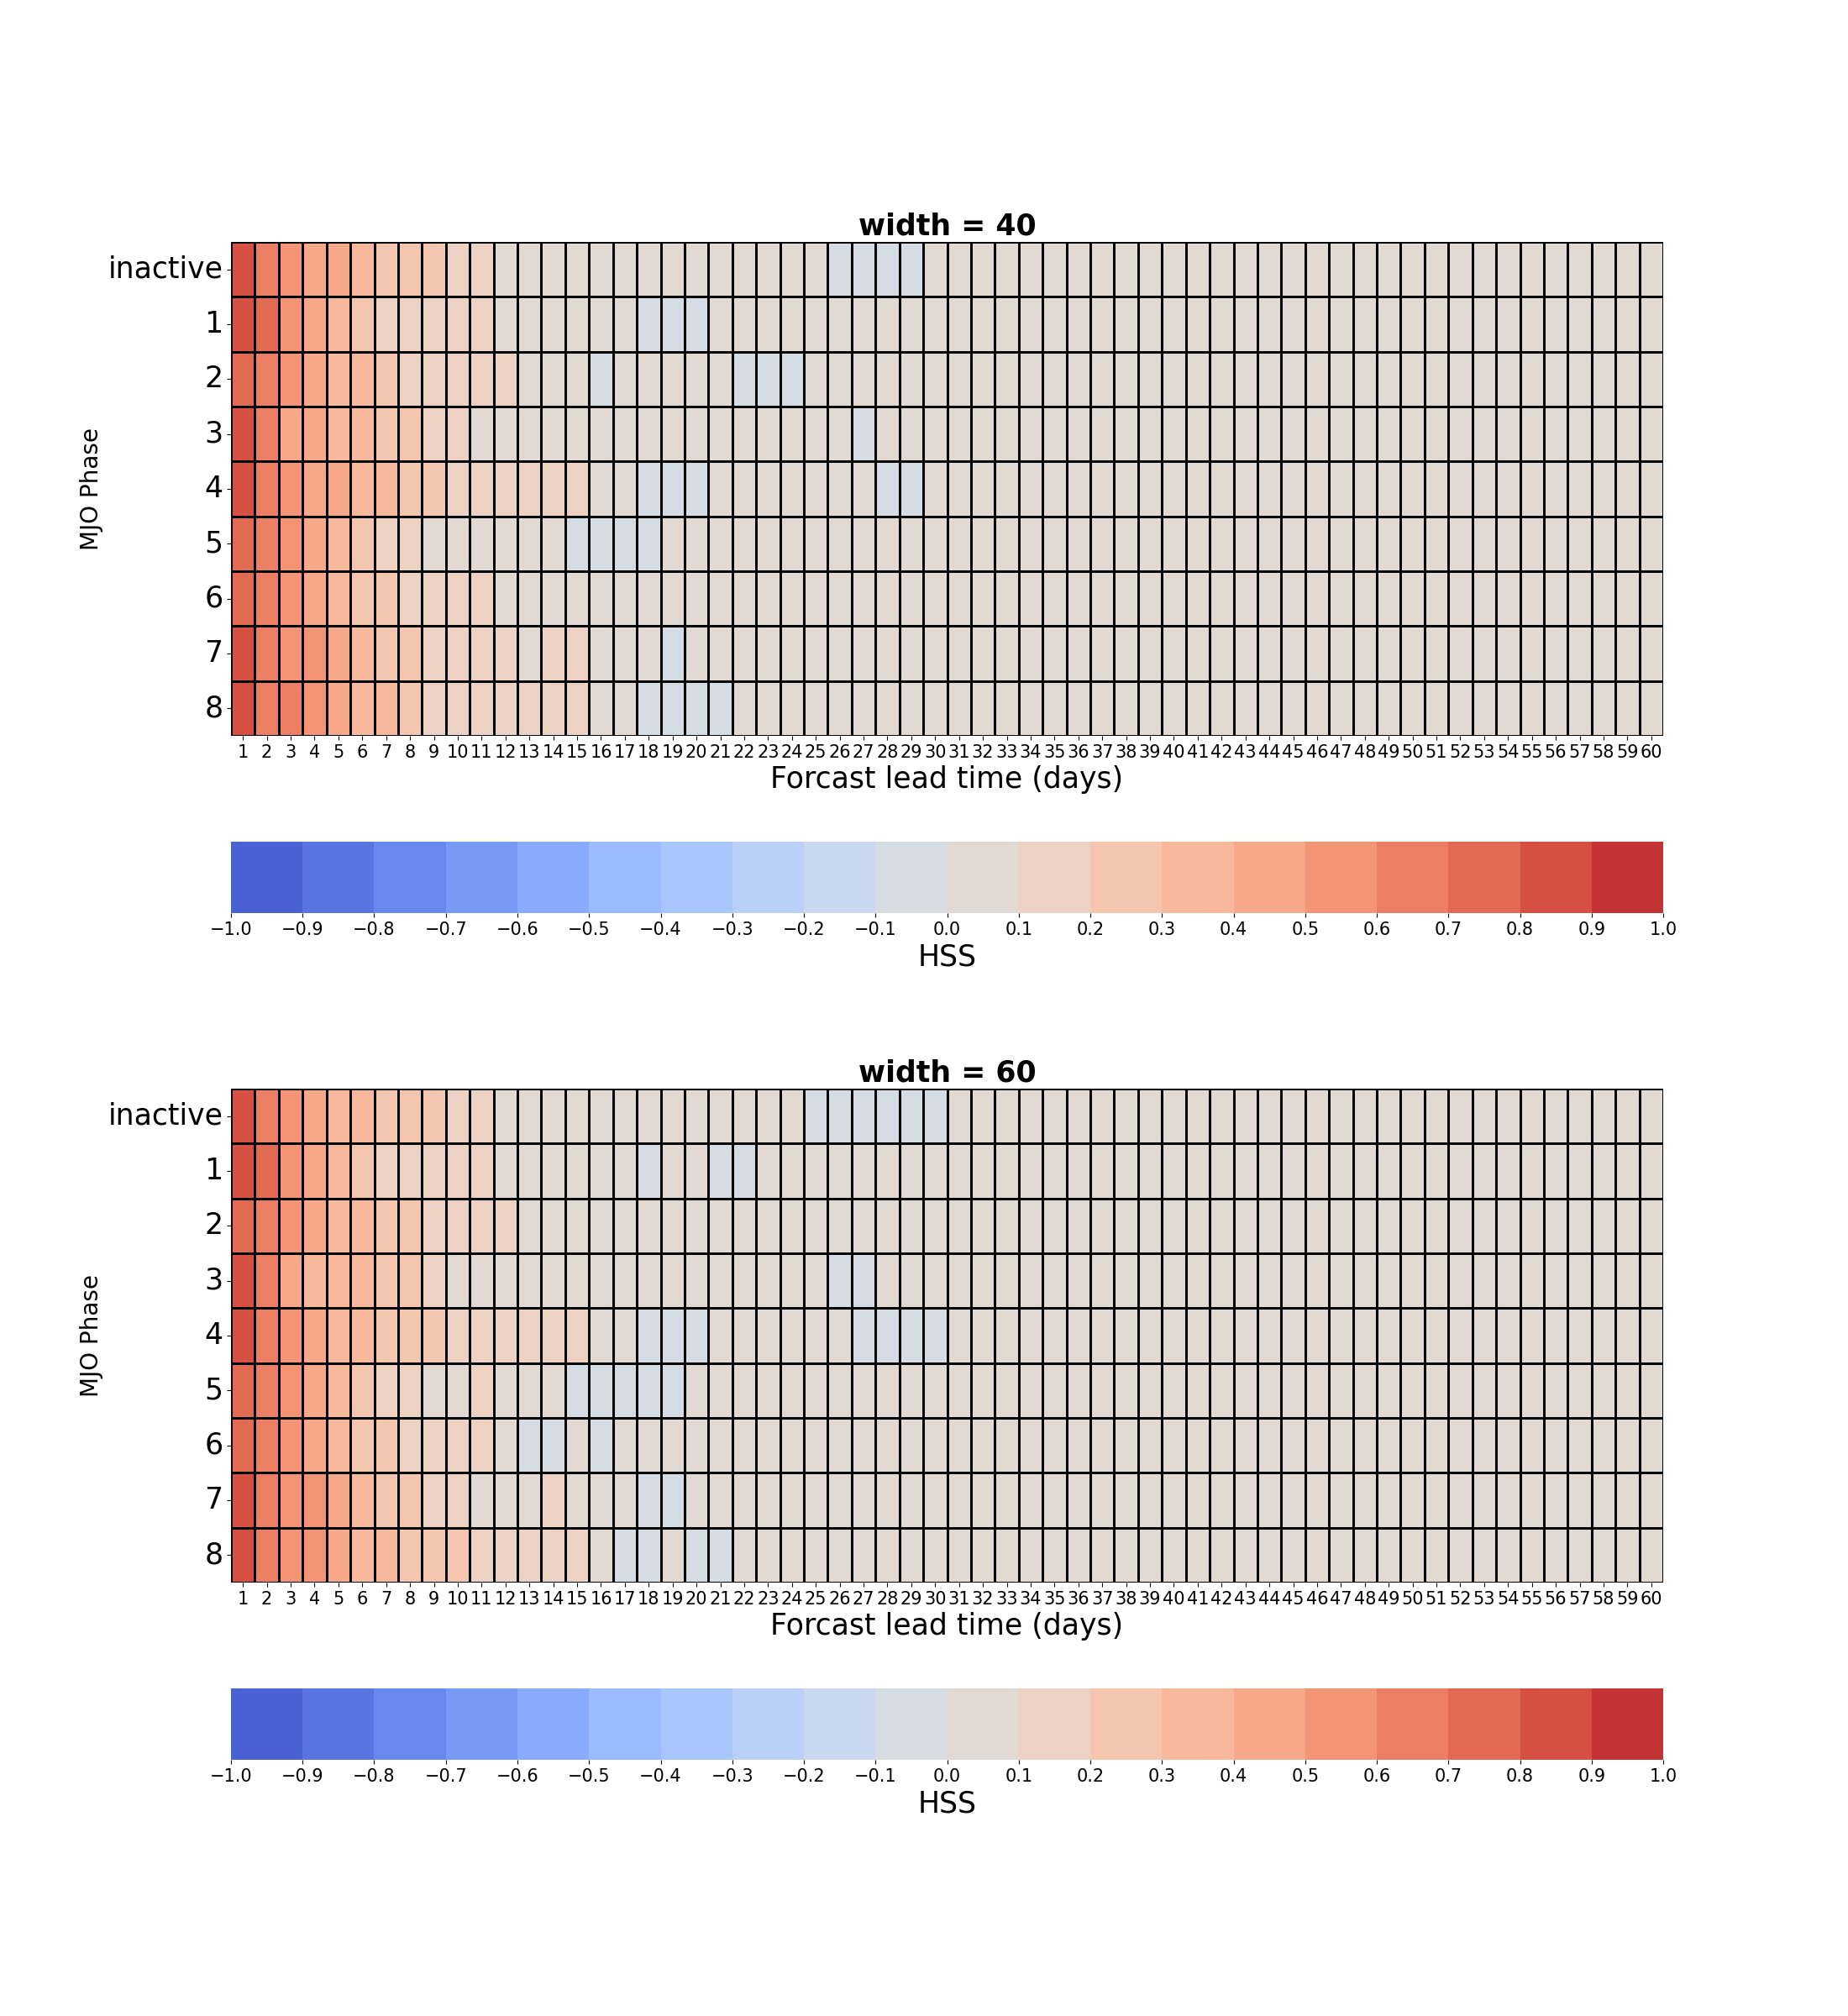 width = 40
inactive
1
2
3
4
5
6
7
8
MJO Phase
1 2 3 4 5 6 7 8 9 10 11 12 13 14 15 16 17 18 19 20 21 22 23 24 25 26 27 28 29 30 31 32 33 34 35 36 37 38 39 40 41 42 43 44 45 46 47 48 49 50 51 52 53 54 55 56 57 58 59 60
Forcast lead time (days)
−1.0 −0.9 −0.8 −0.7 −0.6 −0.5 −0.4 −0.3 −0.2 −0.1 0.0 0.1 0.2 0.3 0.4 0.5 0.6 0.7 0.8 0.9 1.0
HSS
width = 60
inactive
1
2
3
4
5
6
7
8
MJO Phase
1 2 3 4 5 6 7 8 9 10 11 12 13 14 15 16 17 18 19 20 21 22 23 24 25 26 27 28 29 30 31 32 33 34 35 36 37 38 39 40 41 42 43 44 45 46 47 48 49 50 51 52 53 54 55 56 57 58 59 60
Forcast lead time (days)
−1.0 −0.9 −0.8 −0.7 −0.6 −0.5 −0.4 −0.3 −0.2 −0.1 0.0 0.1 0.2 0.3 0.4 0.5 0.6 0.7 0.8 0.9 1.0
HSS